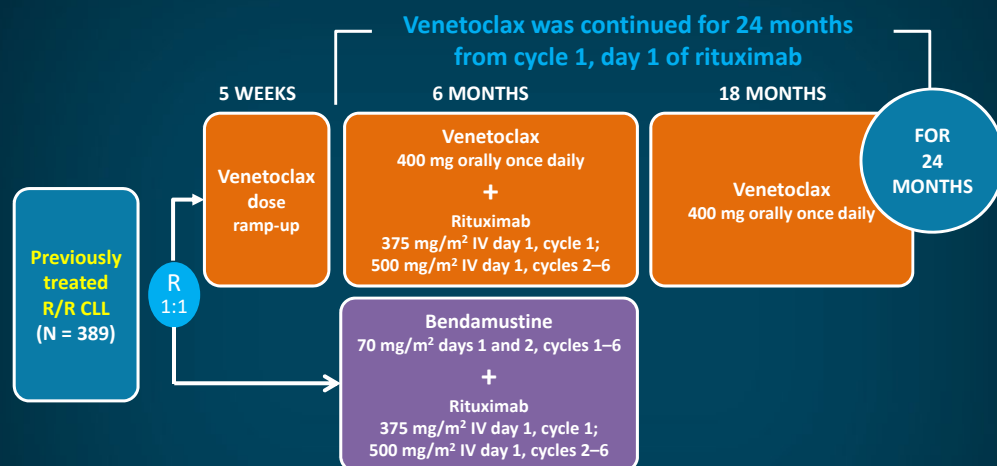 Venetoclax was continued for 24 months
from cycle 1, day 1 of rituximab
5 WEEKS
6 MONTHS
18 MONTHS
FOR
24
MONTHS
Previously
treated
R/R CLL
(N = 389)
R
1:1
Venetoclax
dose
ramp-up
Venetoclax
400 mg orally once daily
+
Rituximab
375 mg/m² IV day 1, cycle 1;
500 mg/m² IV day 1, cycles 2–6
Venetoclax
400 mg orally once daily
Bendamustine
70 mg/m² days 1 and 2, cycles 1–6
+
Rituximab
375 mg/m² IV day 1, cycle 1;
500 mg/m² IV day 1, cycles 2–6